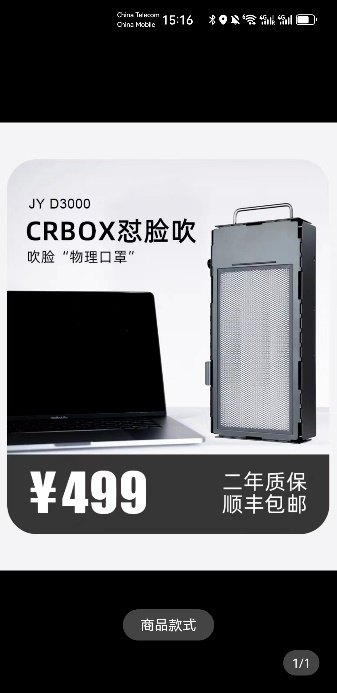 China Telecom
China Mobile
15:16
JY D3000
CRBOX怼脸吹
吹脸“物理口罩”
¥499
二年质保
顺丰包邮
商品款式
1/1